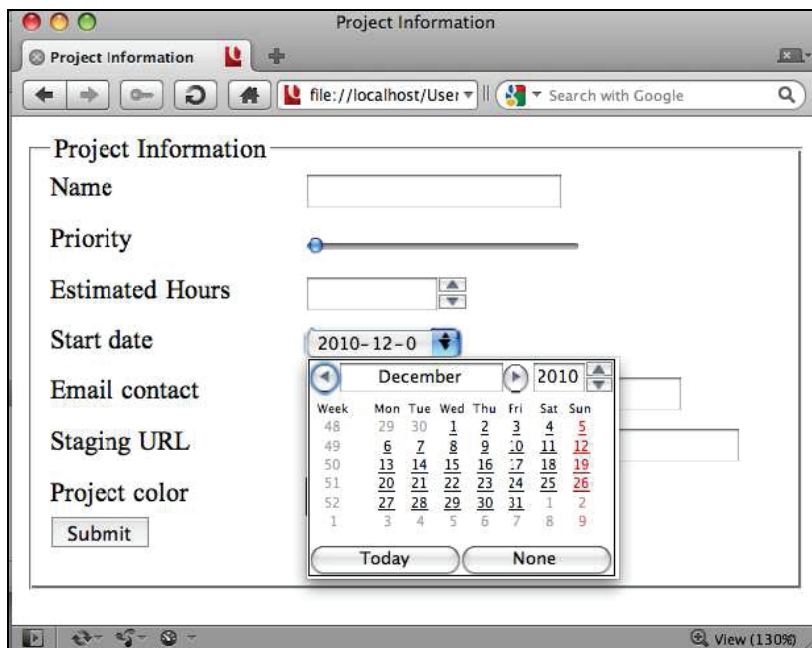 Project Information
Project Information
file://localhost/User
Search with Google
Project Information
Name
Priority
Estimated Hours
Start date
2010-12-0
Email contact
December 2010
Week Mon Tue Wed Thu Fri Sat Sun
48 29 30 1 2 3 4 5
Staging URL
49 6 7 8 9 10 11 12
50 13 14 15 16 17 18 19
51 20 21 22 23 24 25 26
Project color
52 27 28 29 30 31 1 2
1 3 4 5 6 7 8 9
Submit
Today None
View (130%)